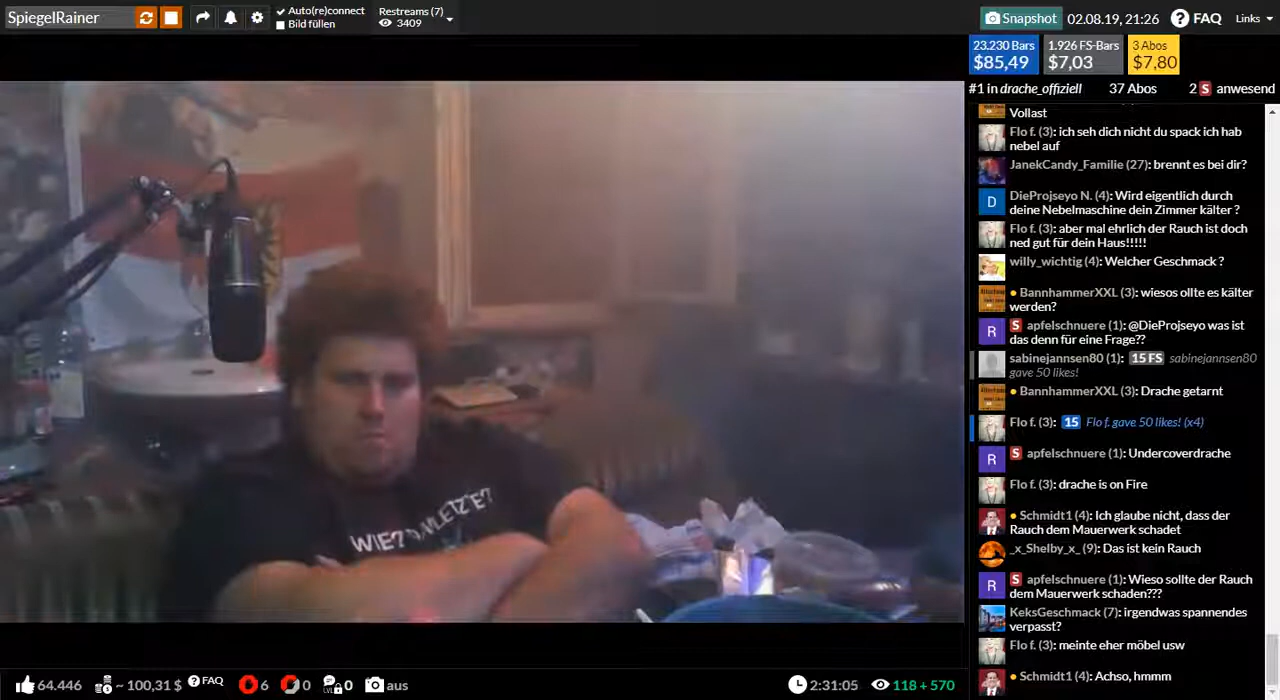 SpiegelRainer
Auto(re)connect
Bild füllen
Restreams (7)
3409
Snapshot
02.08.19, 21:26
FAQ
Links
23.230 Bars
$85,49
1.926 FS-Bars
$7,03
3 Abos
$7,80
#1 in drache_offiziell
37 Abos
2 S anwesend
Vollast
Flo f. (3): ich seh dich nicht du spack ich hab
nebel auf
JanekCandy_Familie (27): brennt es bei dir?
D
DieProjseyo N. (4): Wird eigentlich durch
deine Nebelmaschine dein Zimmer kälter ?
Flo f. (3): aber mal ehrlich der Rauch ist doch
ned gut für dein Haus!!!!!
willy_wichtig (4): Welcher Geschmack ?
BannhammerXXL (3): wiesos ollte es kälter
werden?
R
S apfelschnuere (1): @DieProjseyo was ist
das denn für eine Frage??
sabinejannsen80 (1): 15 FS sabinejannsen80
gave 50 likes!
BannhammerXXL (3): Drache getarnt
Flo f. (3): 15 Flo f. gave 50 likes! (x4)
R
S apfelschnuere (1): Undercoverdrache
Flo f. (3): drache is on Fire
Schmidt1 (4): Ich glaube nicht, dass der
Rauch dem Mauerwerk schadet
_x_Shelby_x_ (9): Das ist kein Rauch
R
S apfelschnuere (1): Wieso sollte der Rauch
dem Mauerwerk schaden???
KeksGeschmack (7): irgendwas spannendes
verpasst?
Flo f. (3): meinte eher möbel usw
Schmidt1 (4): Achso, hmmm
WIE?
64.446
~ 100,31 $
FAQ
6
0
LVL
0
aus
2:31:05
118 + 570